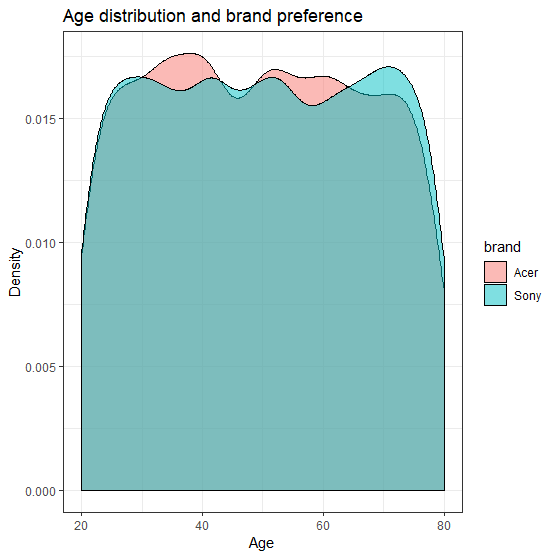 Age distribution and brand preference
Density
0.015
0.010
0.005
0.000
20 40 60 80
Age
brand
Acer
Sony